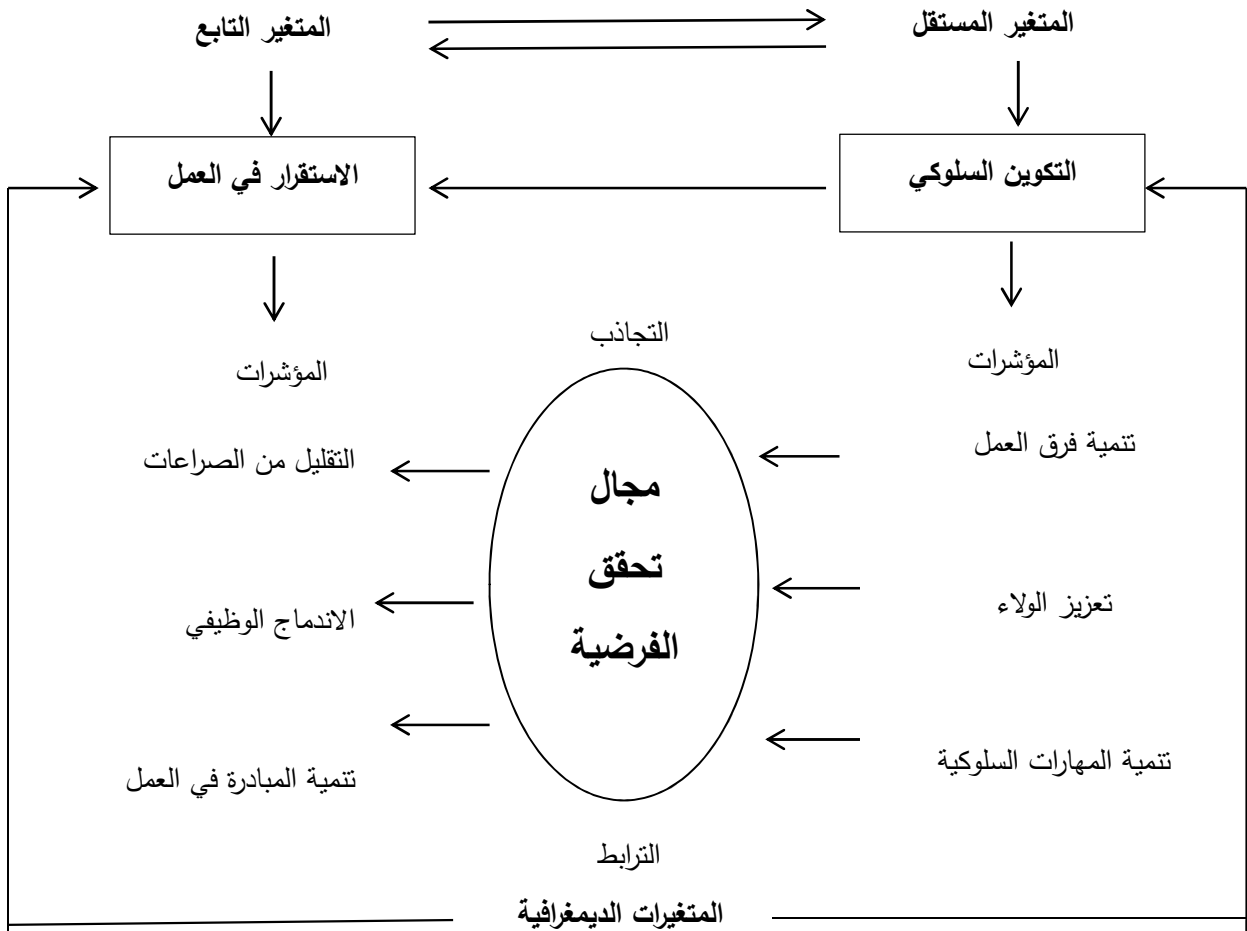 المتغير المستقل
المتغير التابع
التكوين السلوكي
الاستقرار في العمل
التجاذب
المؤشرات
المؤشرات
تنمية فرق العمل
التقليل من الصراعات
مجال
تحقق
الفرضية
تعزيز الولاء
الاندماج الوظيفي
تنمية المهارات السلوكية
تنمية المبادرة في العمل
الترابط
المتغيرات الديمغرافية